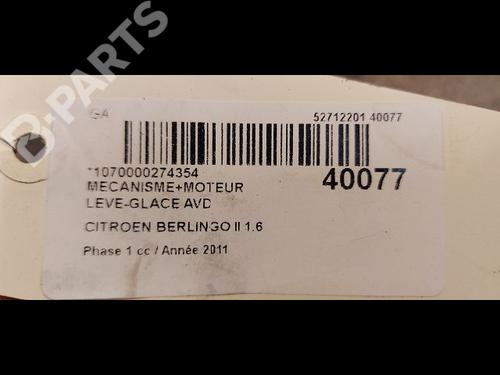 B-PARTS
GA
52712201 40077
*1070000274354
40077
MECANISME+MOTEUR
LEVE-GLACE AVD
CITROEN BERLINGO II 1.6
Phase 1 cc / Année 2011